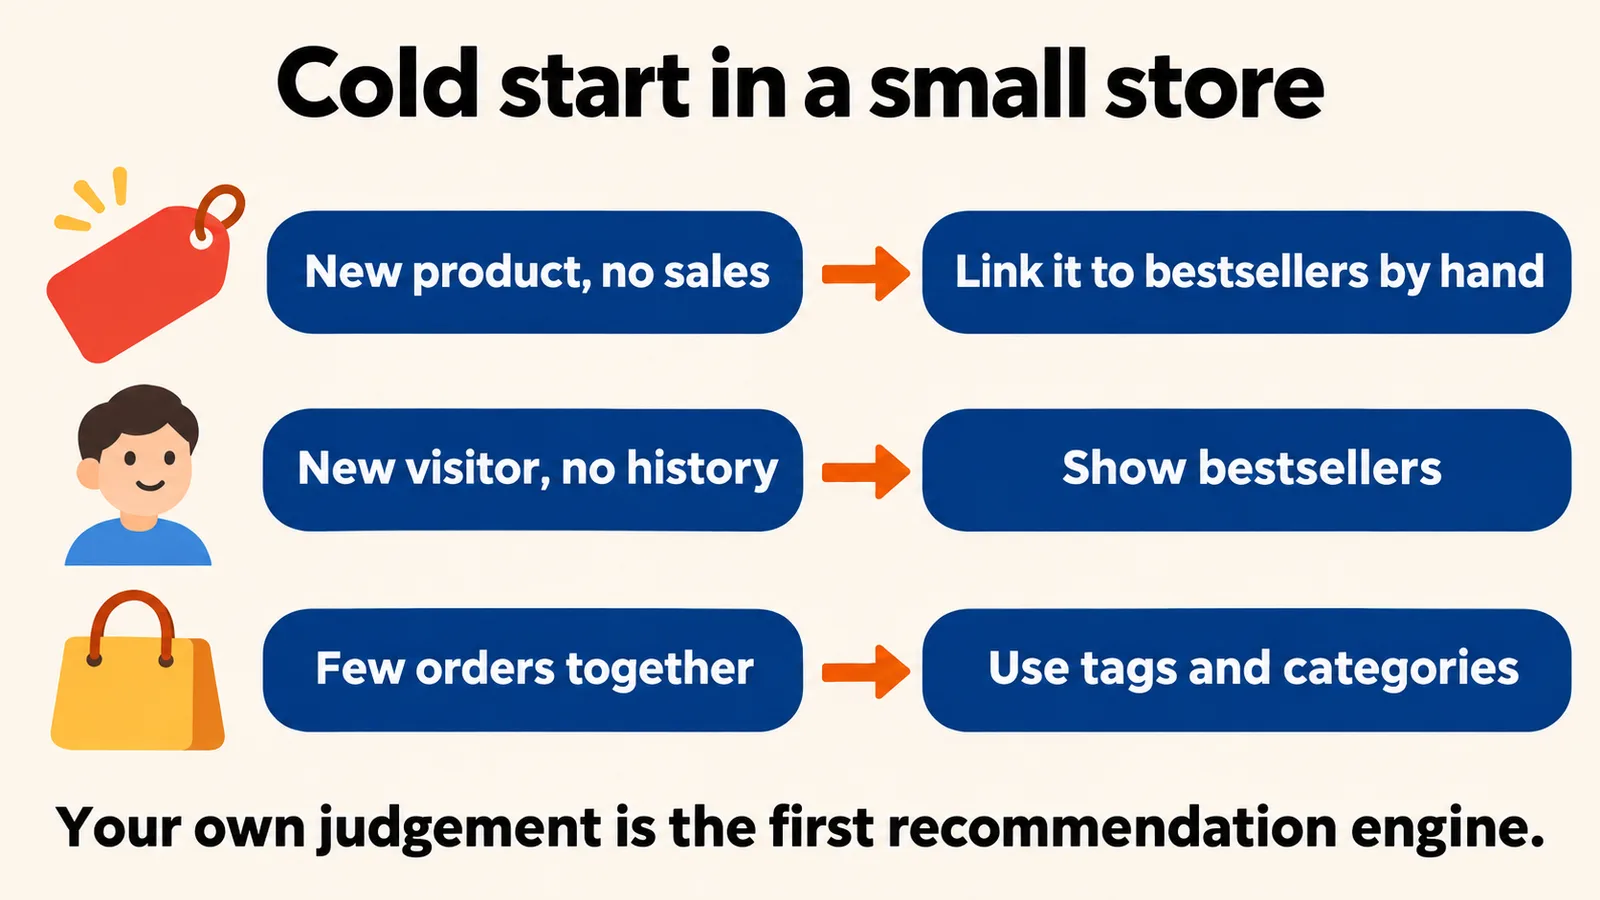 Cold start in a small store
New product, no sales
Link it to bestsellers by hand
New visitor, no history
Show bestsellers
Few orders together
Use tags and categories
Your own judgement is the first recommendation engine.